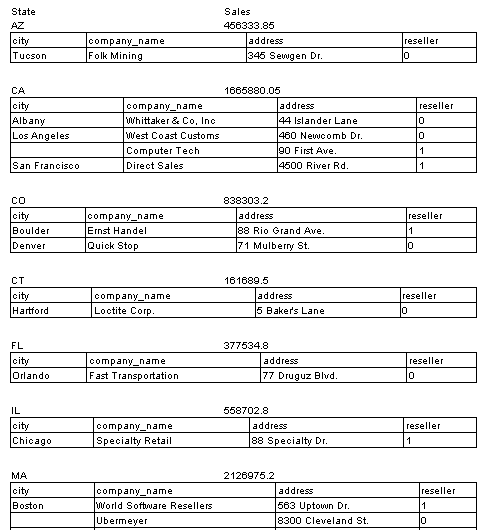 State Sales
AZ 456333.85
city company_name address reseller
Tucson Folk Mining 345 Sewgen Dr. 0
CA 1665880.05
city company_name address reseller
Albany Whittaker & Co, Inc 44 Islander Lane 0
Los Angeles West Coast Customs 460 Newcomb Dr. 0
Computer Tech 90 First Ave. 1
San Francisco Direct Sales 4500 River Rd. 1
CO 838303.2
city company_name address reseller
Boulder Ernst Handel 88 Rio Grand Ave. 1
Denver Quick Stop 71 Mulberry St. 0
CT 161689.5
city company_name address reseller
Hartford Loctite Corp. 5 Baker's Lane 0
FL 377534.8
city company_name address reseller
Orlando Fast Transportation 77 Druguz Blvd. 0
IL 558702.8
city company_name address reseller
Chicago Specialty Retail 88 Specialty Dr. 1
MA 2126975.2
city company_name address reseller
Boston World Software Resellers 563 Uptown Dr. 1
Ubermeyer 8300 Cleveland St. 0